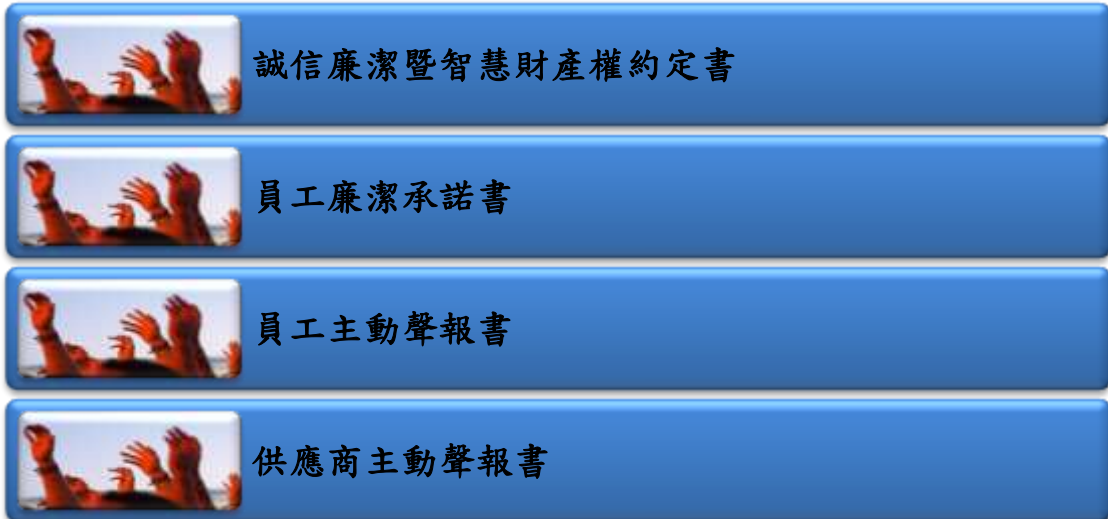 誠信廉潔暨智慧財產權約定書
員工廉潔承諾書
員工主動聲報書
供應商主動聲報書